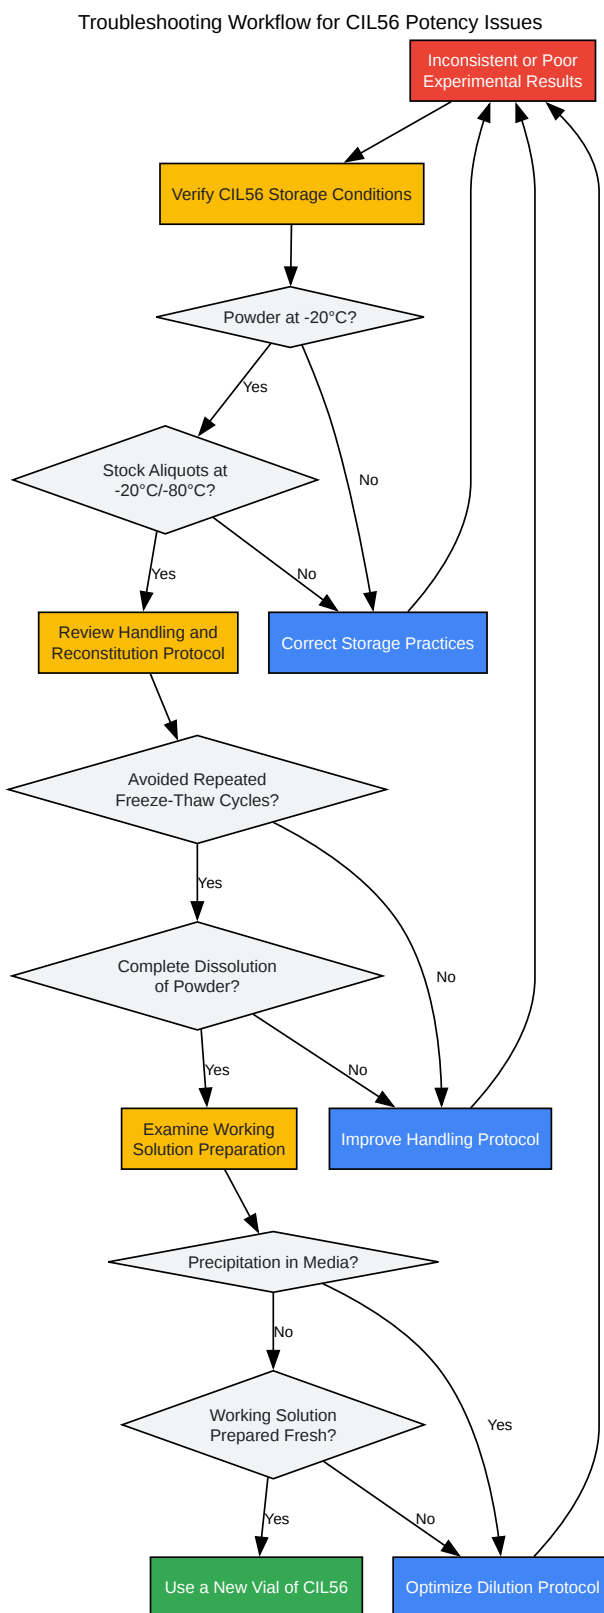 Troubleshooting Workflow for CIL56 Potency Issues
Inconsistent or Poor
Experimental Results
Verify CIL56 Storage Conditions
Powder at -20°C?
Yes
Stock Aliquots at
-20°C/-80°C?
No
Yes
No
Review Handling and
Reconstitution Protocol
Correct Storage Practices
Avoided Repeated
Freeze-Thaw Cycles?
Yes
Complete Dissolution
of Powder?
No
Yes
No
Examine Working
Solution Preparation
Improve Handling Protocol
Precipitation in Media?
No
Working Solution
Prepared Fresh?
Yes
Yes
No
Use a New Vial of CIL56
Optimize Dilution Protocol